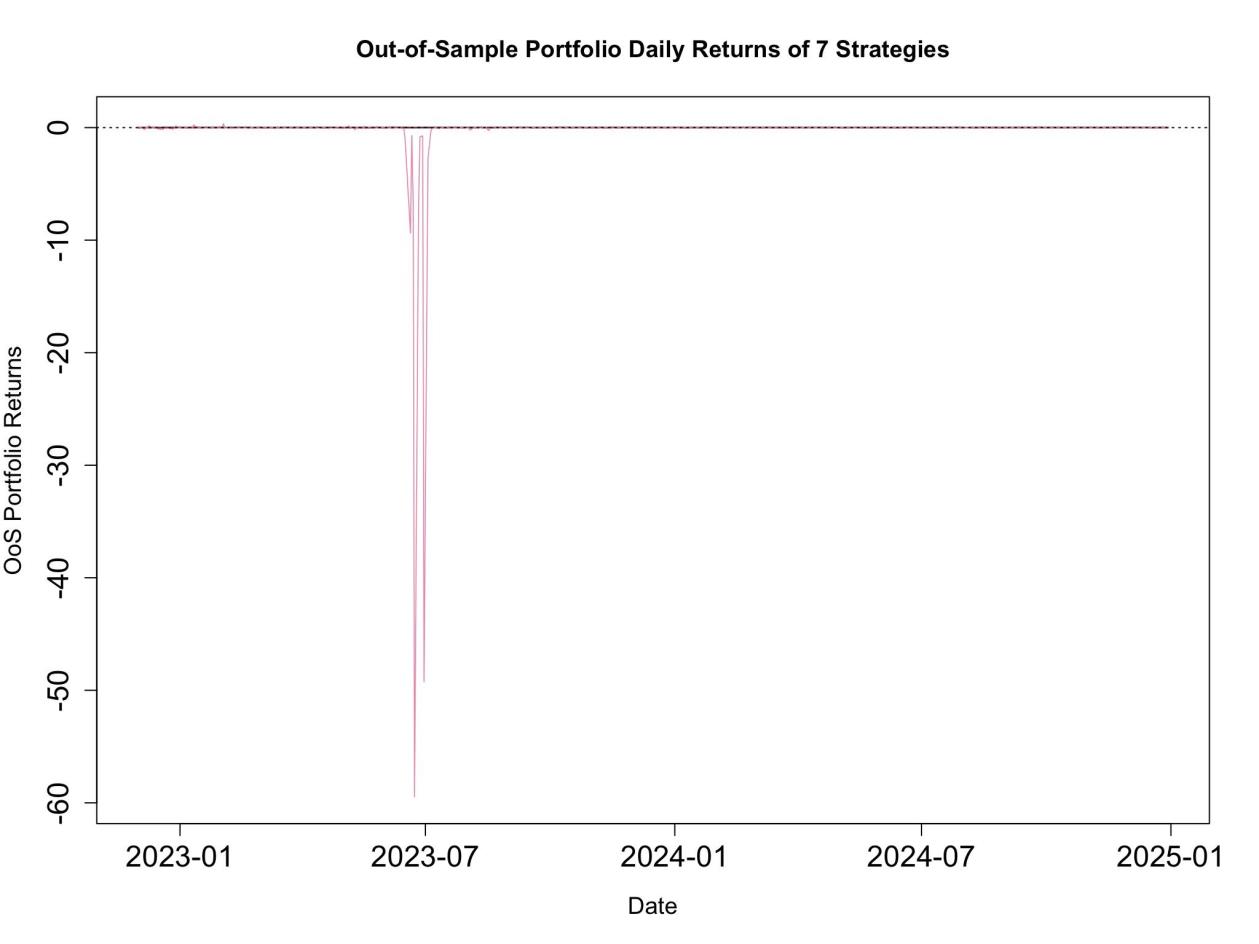 Out-of-Sample Portfolio Daily Returns of 7 Strategies
OoS Portfolio Returns
0
-10
-20
-30
-40
-50
-60
2023-01 2023-07 2024-01 2024-07 2025-01
Date